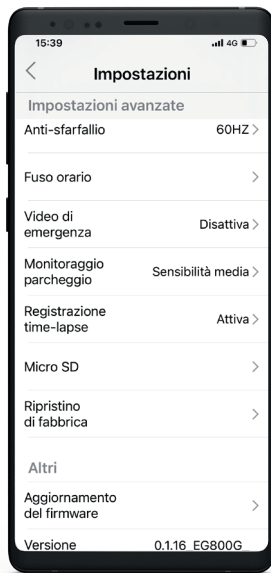 15:39
4G
Impostazioni
Impostazioni avanzate
Anti-sfarfallio 60HZ
Fuso orario
Video di
emergenza
Disattiva
Monitoraggio
parcheggio
Sensibilità media
Registrazione
time-lapse
Attiva
Micro SD
Ripristino
di fabbrica
Altri
Aggiornamento
del firmware
Versione 0.1.16_EG800G_